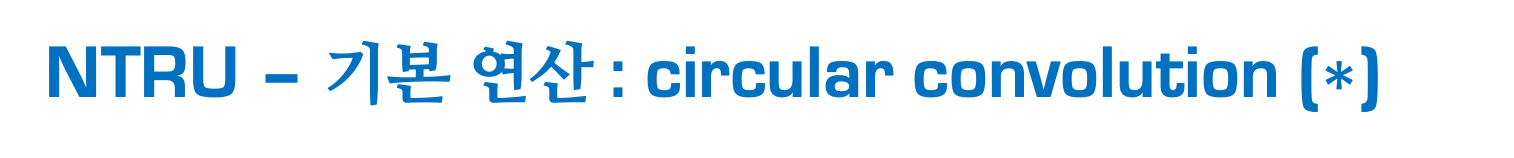 NTRU – 기본 연산 : circular convolution (*)